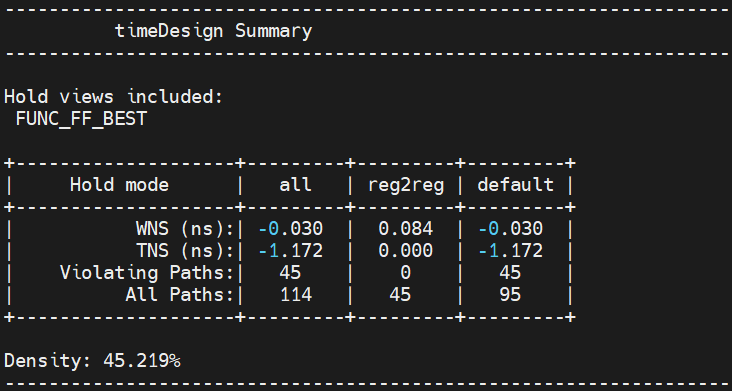 --------------------------------------------------------------------
          timeDesign Summary
--------------------------------------------------------------------
Hold views included:
 FUNC_FF_BEST
+--------------------+---------+---------+---------+
|     Hold mode      |   all   | reg2reg | default |
+--------------------+---------+---------+---------+
|           WNS (ns):| -0.030  |  0.084  | -0.030  |
|           TNS (ns):| -1.172  |  0.000  | -1.172  |
|    Violating Paths:|   45    |    0    |   45    |
|          All Paths:|   114   |   45    |   95    |
+--------------------+---------+---------+---------+
Density: 45.219%
--------------------------------------------------------------------